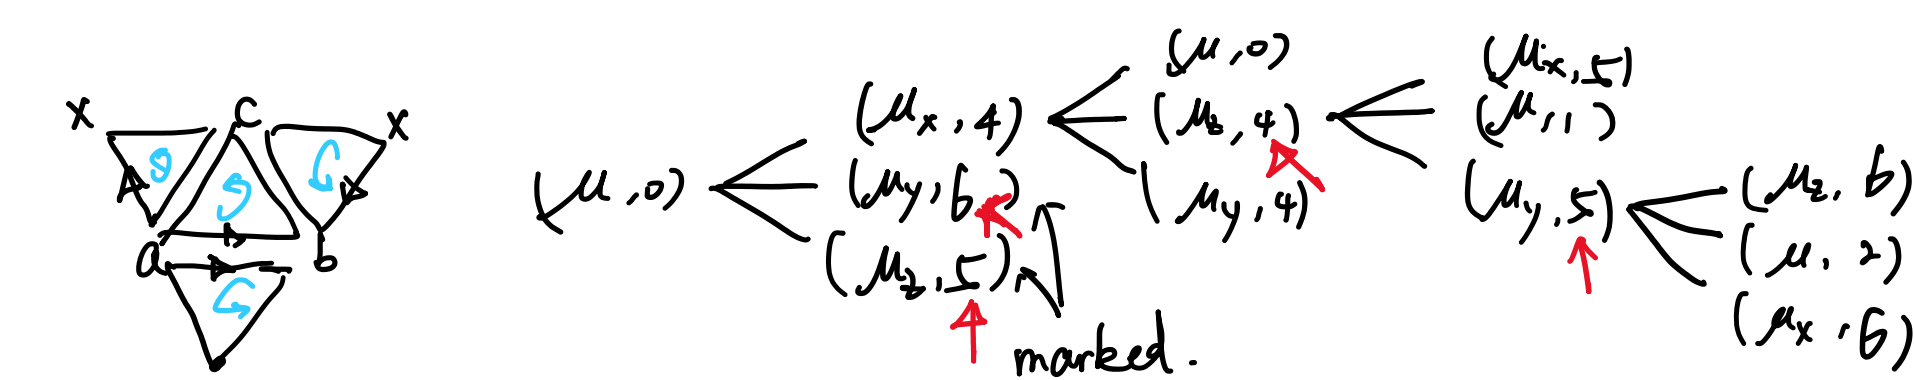 x
c
x
a
b
(μ, 0)
(μx, 4)
(μy, 6)
(μz, 5),
marked.
(μ, 0)
(μz, 4)
(μy, 4)
(μx, 5)
(μ, 1)
(μy, 5)
(μz, 6)
(μ, 2)
(μx, 6)